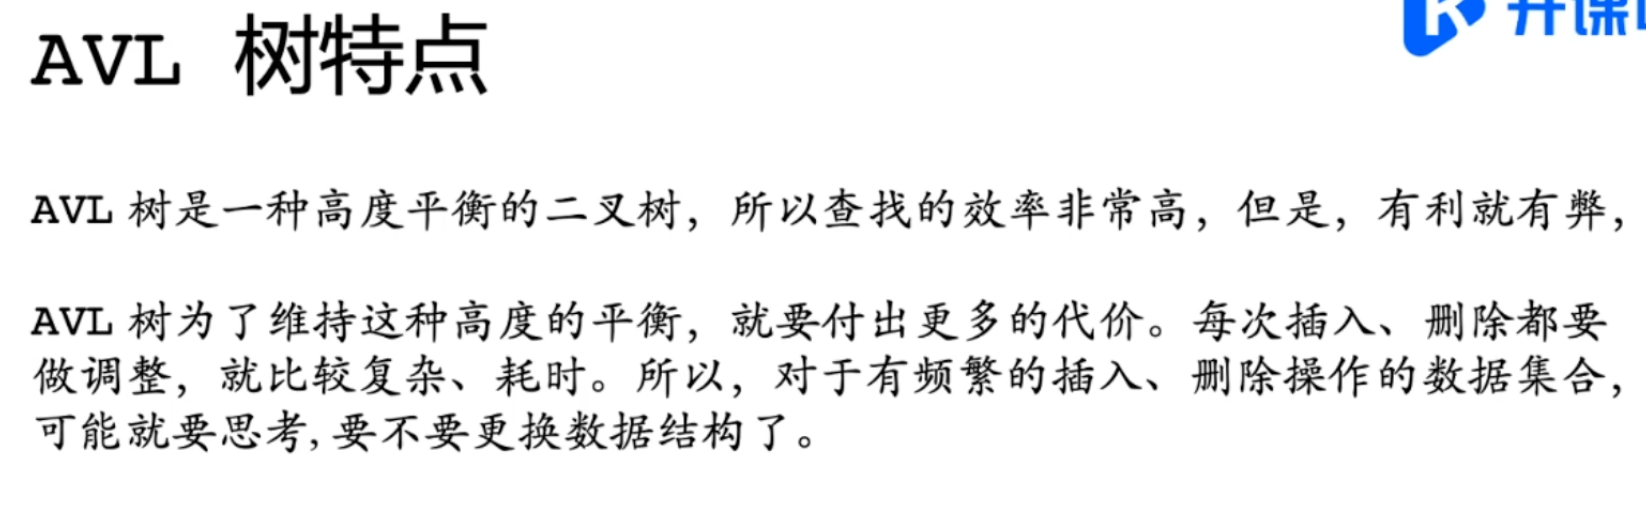 AVL 树特点
开课
AVL 树是一种高度平衡的二叉树，所以查找的效率非常高，但是，有利就有弊，
AVL 树为了维持这种高度的平衡，就要付出更多的代价。每次插入、删除都要
做调整，就比较复杂、耗时。所以，对于有频繁的插入、删除操作的数据集合，
可能就要思考,要不要更换数据结构了。